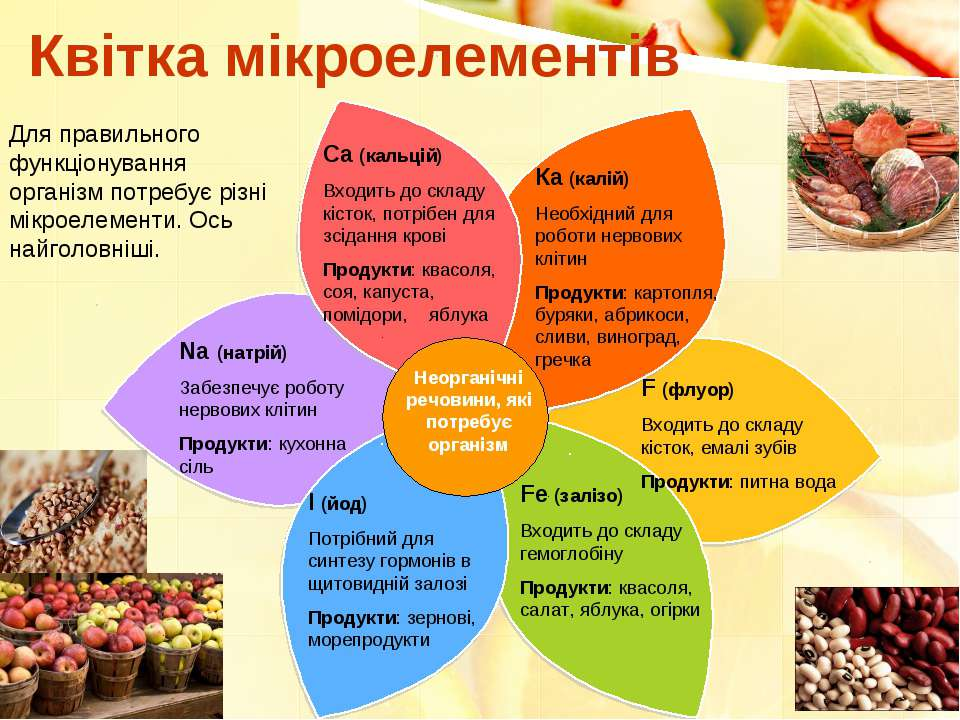 Квітка мікроелементів
Для правильного
функціонування
організм потребує різні
мікроелементи. Ось
найголовніші.
Ca (кальцій)
Входить до складу
кісток, потрібен для
зсідання крові
Продукти: квасоля,
соя, капуста,
помідори, яблука
Ка (калій)
Необхідний для
роботи нервових
клітин
Продукти: картопля,
буряки, абрикоси,
сливи, виноград,
гречка
Na (натрій)
Забезпечує роботу
нервових клітин
Продукти: кухонна
сіль
Неорганічні
речовини, які
потребує
організм
F (флуор)
Входить до складу
кісток, емалі зубів
Продукти: питна вода
I (йод)
Потрібний для
синтезу гормонів в
щитовидній залозі
Продукти: зернові,
морепродукти
Fe (залізо)
Входить до складу
гемоглобіну
Продукти: квасоля,
салат, яблука, огірки